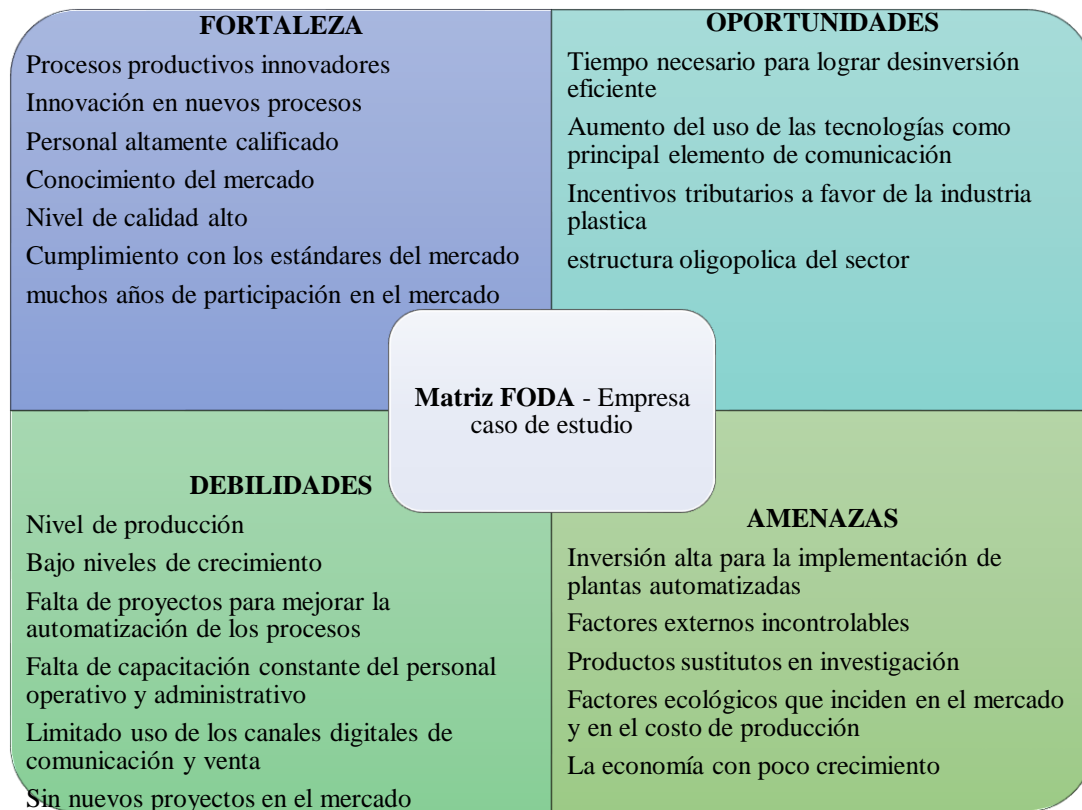 FORTALEZA
Procesos productivos innovadores
Innovación en nuevos procesos
Personal altamente calificado
Conocimiento del mercado
Nivel de calidad alto
Cumplimiento con los estándares del mercado
muchos años de participación en el mercado
OPORTUNIDADES
Tiempo necesario para lograr desinversión
eficiente
Aumento del uso de las tecnologías como
principal elemento de comunicación
Incentivos tributarios a favor de la industria
plastica
estructura oligopolica del sector
Matriz FODA - Empresa
caso de estudio
DEBILIDADES
Nivel de producción
Bajo niveles de crecimiento
Falta de proyectos para mejorar la
automatización de los procesos
Falta de capacitación constante del personal
operativo y administrativo
Limitado uso de los canales digitales de
comunicación y venta
Sin nuevos proyectos en el mercado
AMENAZAS
Inversión alta para la implementación de
plantas automatizadas
Factores externos incontrolables
Productos sustitutos en investigación
Factores ecológicos que inciden en el mercado
y en el costo de producción
La economía con poco crecimiento